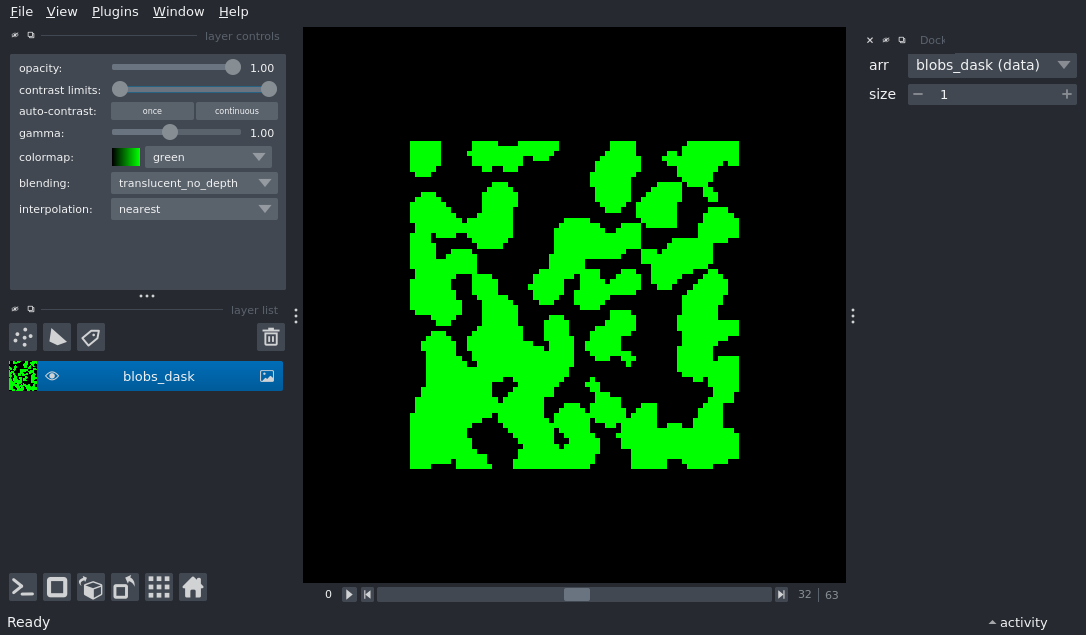 File View Plugins Window Help
layer controls
opacity: 1.00
contrast limits:
auto-contrast: once continuous
gamma: 1.00
colormap: green
blending: translucent_no_depth
interpolation: nearest
layer list
blobs_dask
0 32 63
Ready
Dock
arr blobs_dask (data)
size 1
activity